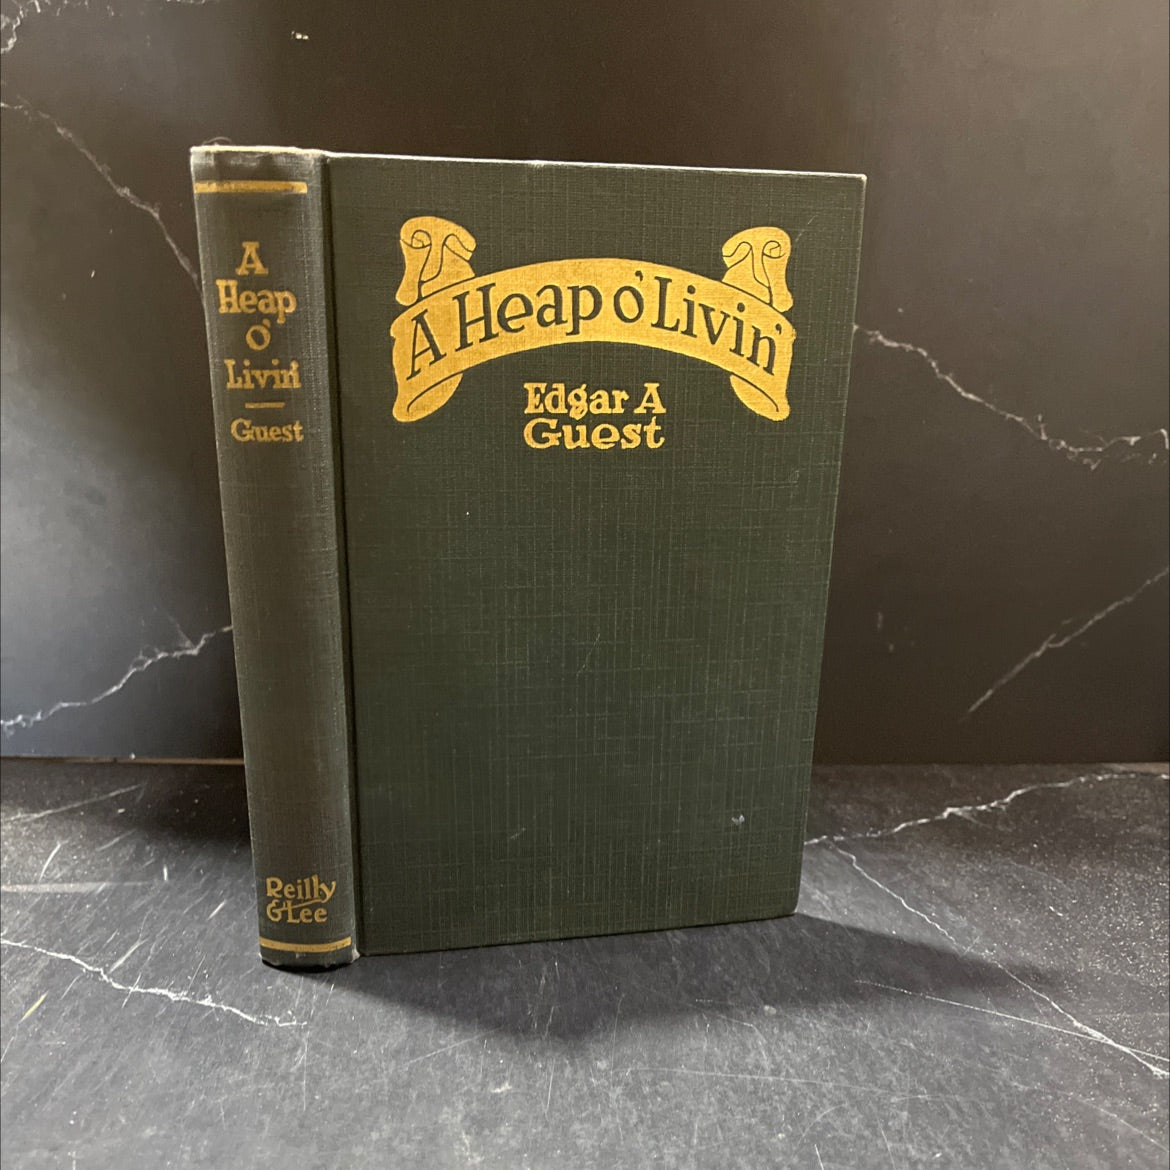 A
Heap
o'
Livin'
Guest
Reilly
& Lee
A Heap o' Livin'
Edgar A
Guest